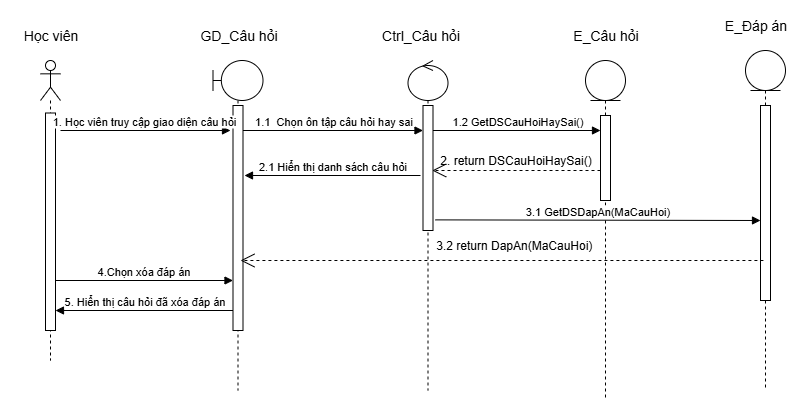 Học viên
GD_Câu hỏi
Ctrl_Câu hỏi
E_Câu hỏi
E_Đáp án
1. Học viên truy cập giao diện câu hỏi
1.1 Chọn ôn tập câu hỏi hay sai
1.2 GetDSCauHoiHaySai()
2. return DSCauHoiHaySai()
2.1 Hiển thị danh sách câu hỏi
3.1 GetDSDapAn(MaCauHoi)
3.2 return DapAn(MaCauHoi)
4.Chọn xóa đáp án
5. Hiển thị câu hỏi đã xóa đáp án